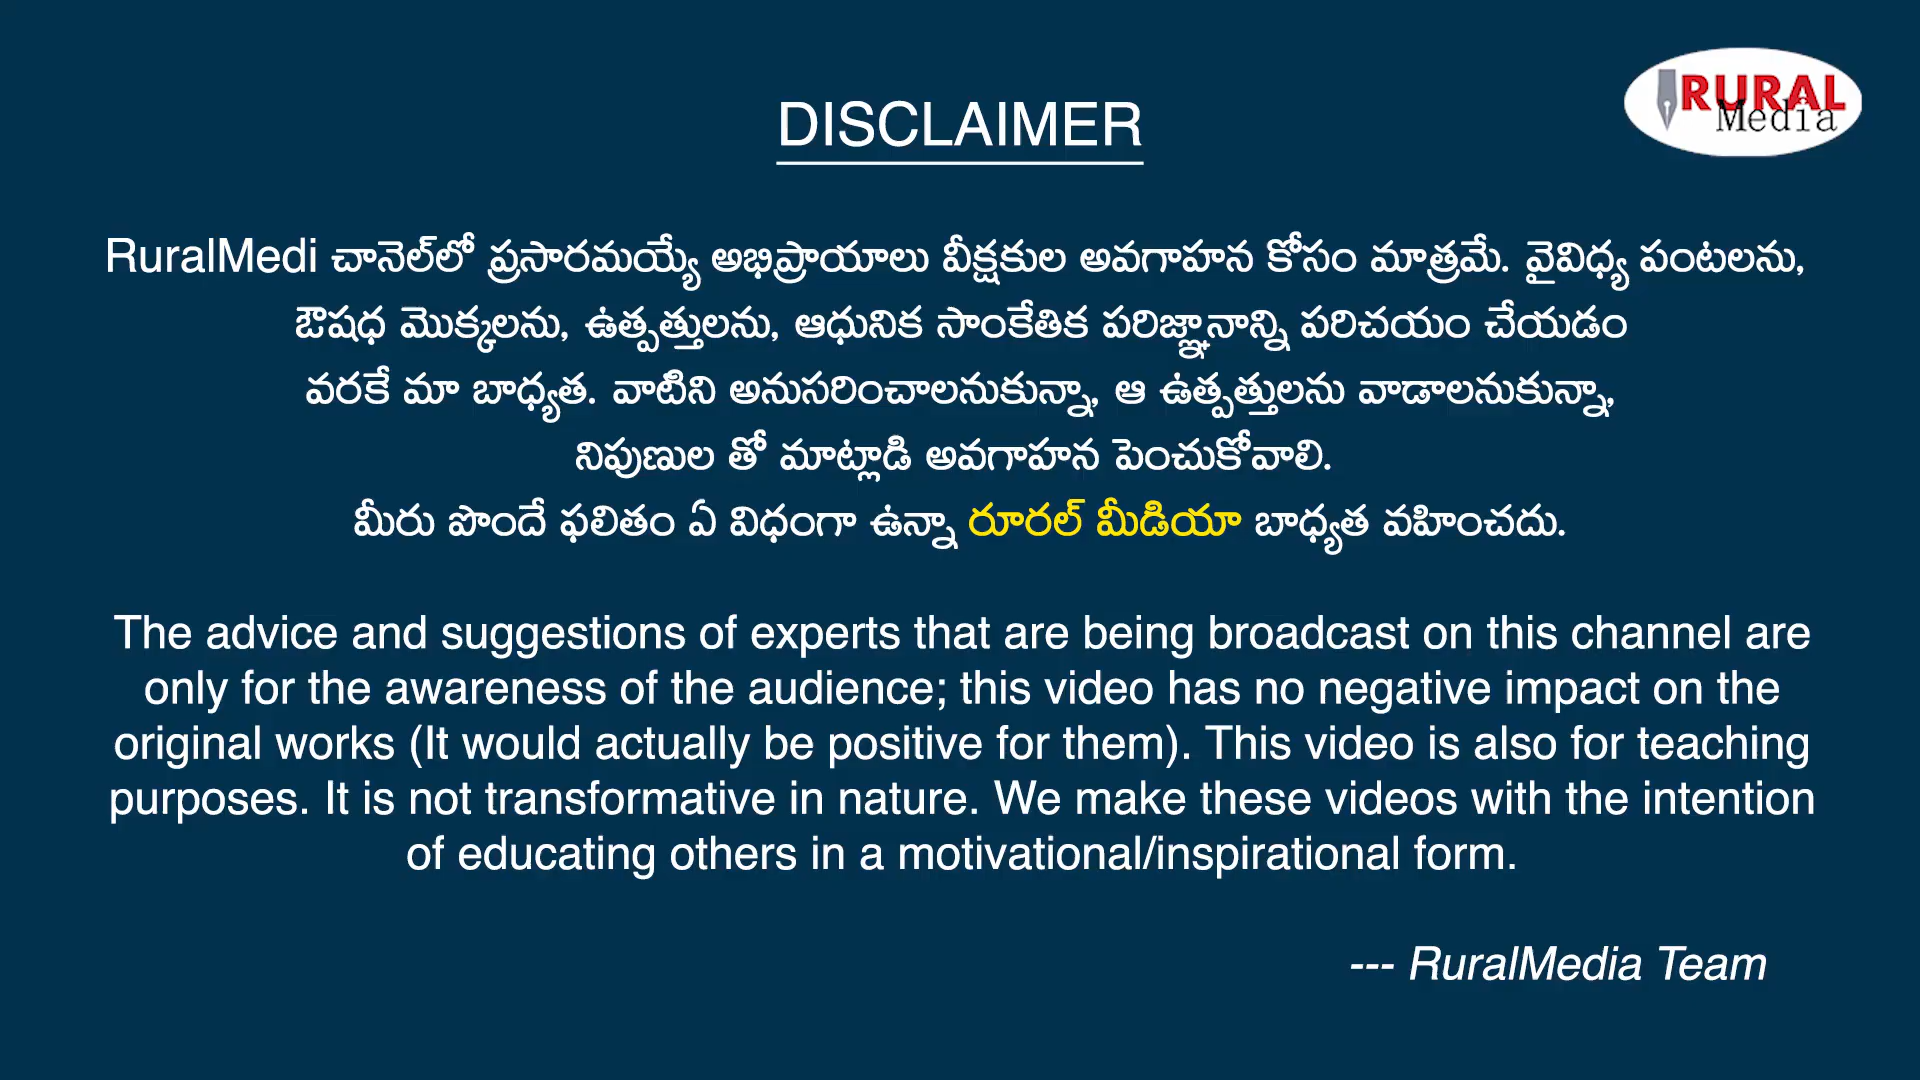 RURAL
Media
DISCLAIMER
RuralMedi చానెల్‌లో ప్రసారమయ్యే అభిప్రాయాలు వీక్షకుల అవగాహన కోసం మాత్రమే. వైవిధ్య పంటలను,
ఔషధ మొక్కలను, ఉత్పత్తులను, ఆధునిక సాంకేతిక పరిజ్ఞానాన్ని పరిచయం చేయడం
వరకే మా బాధ్యత. వాటిని అనుసరించాలనుకున్నా, ఆ ఉత్పత్తులను వాడాలనుకున్నా,
నిపుణుల తో మాట్లాడి అవగాహన పెంచుకోవాలి.
మీరు పొందే ఫలితం ఏ విధంగా ఉన్నా రూరల్ మీడియా బాధ్యత వహించదు.
The advice and suggestions of experts that are being broadcast on this channel are
only for the awareness of the audience; this video has no negative impact on the
original works (It would actually be positive for them). This video is also for teaching
purposes. It is not transformative in nature. We make these videos with the intention
of educating others in a motivational/inspirational form.
--- RuralMedia Team